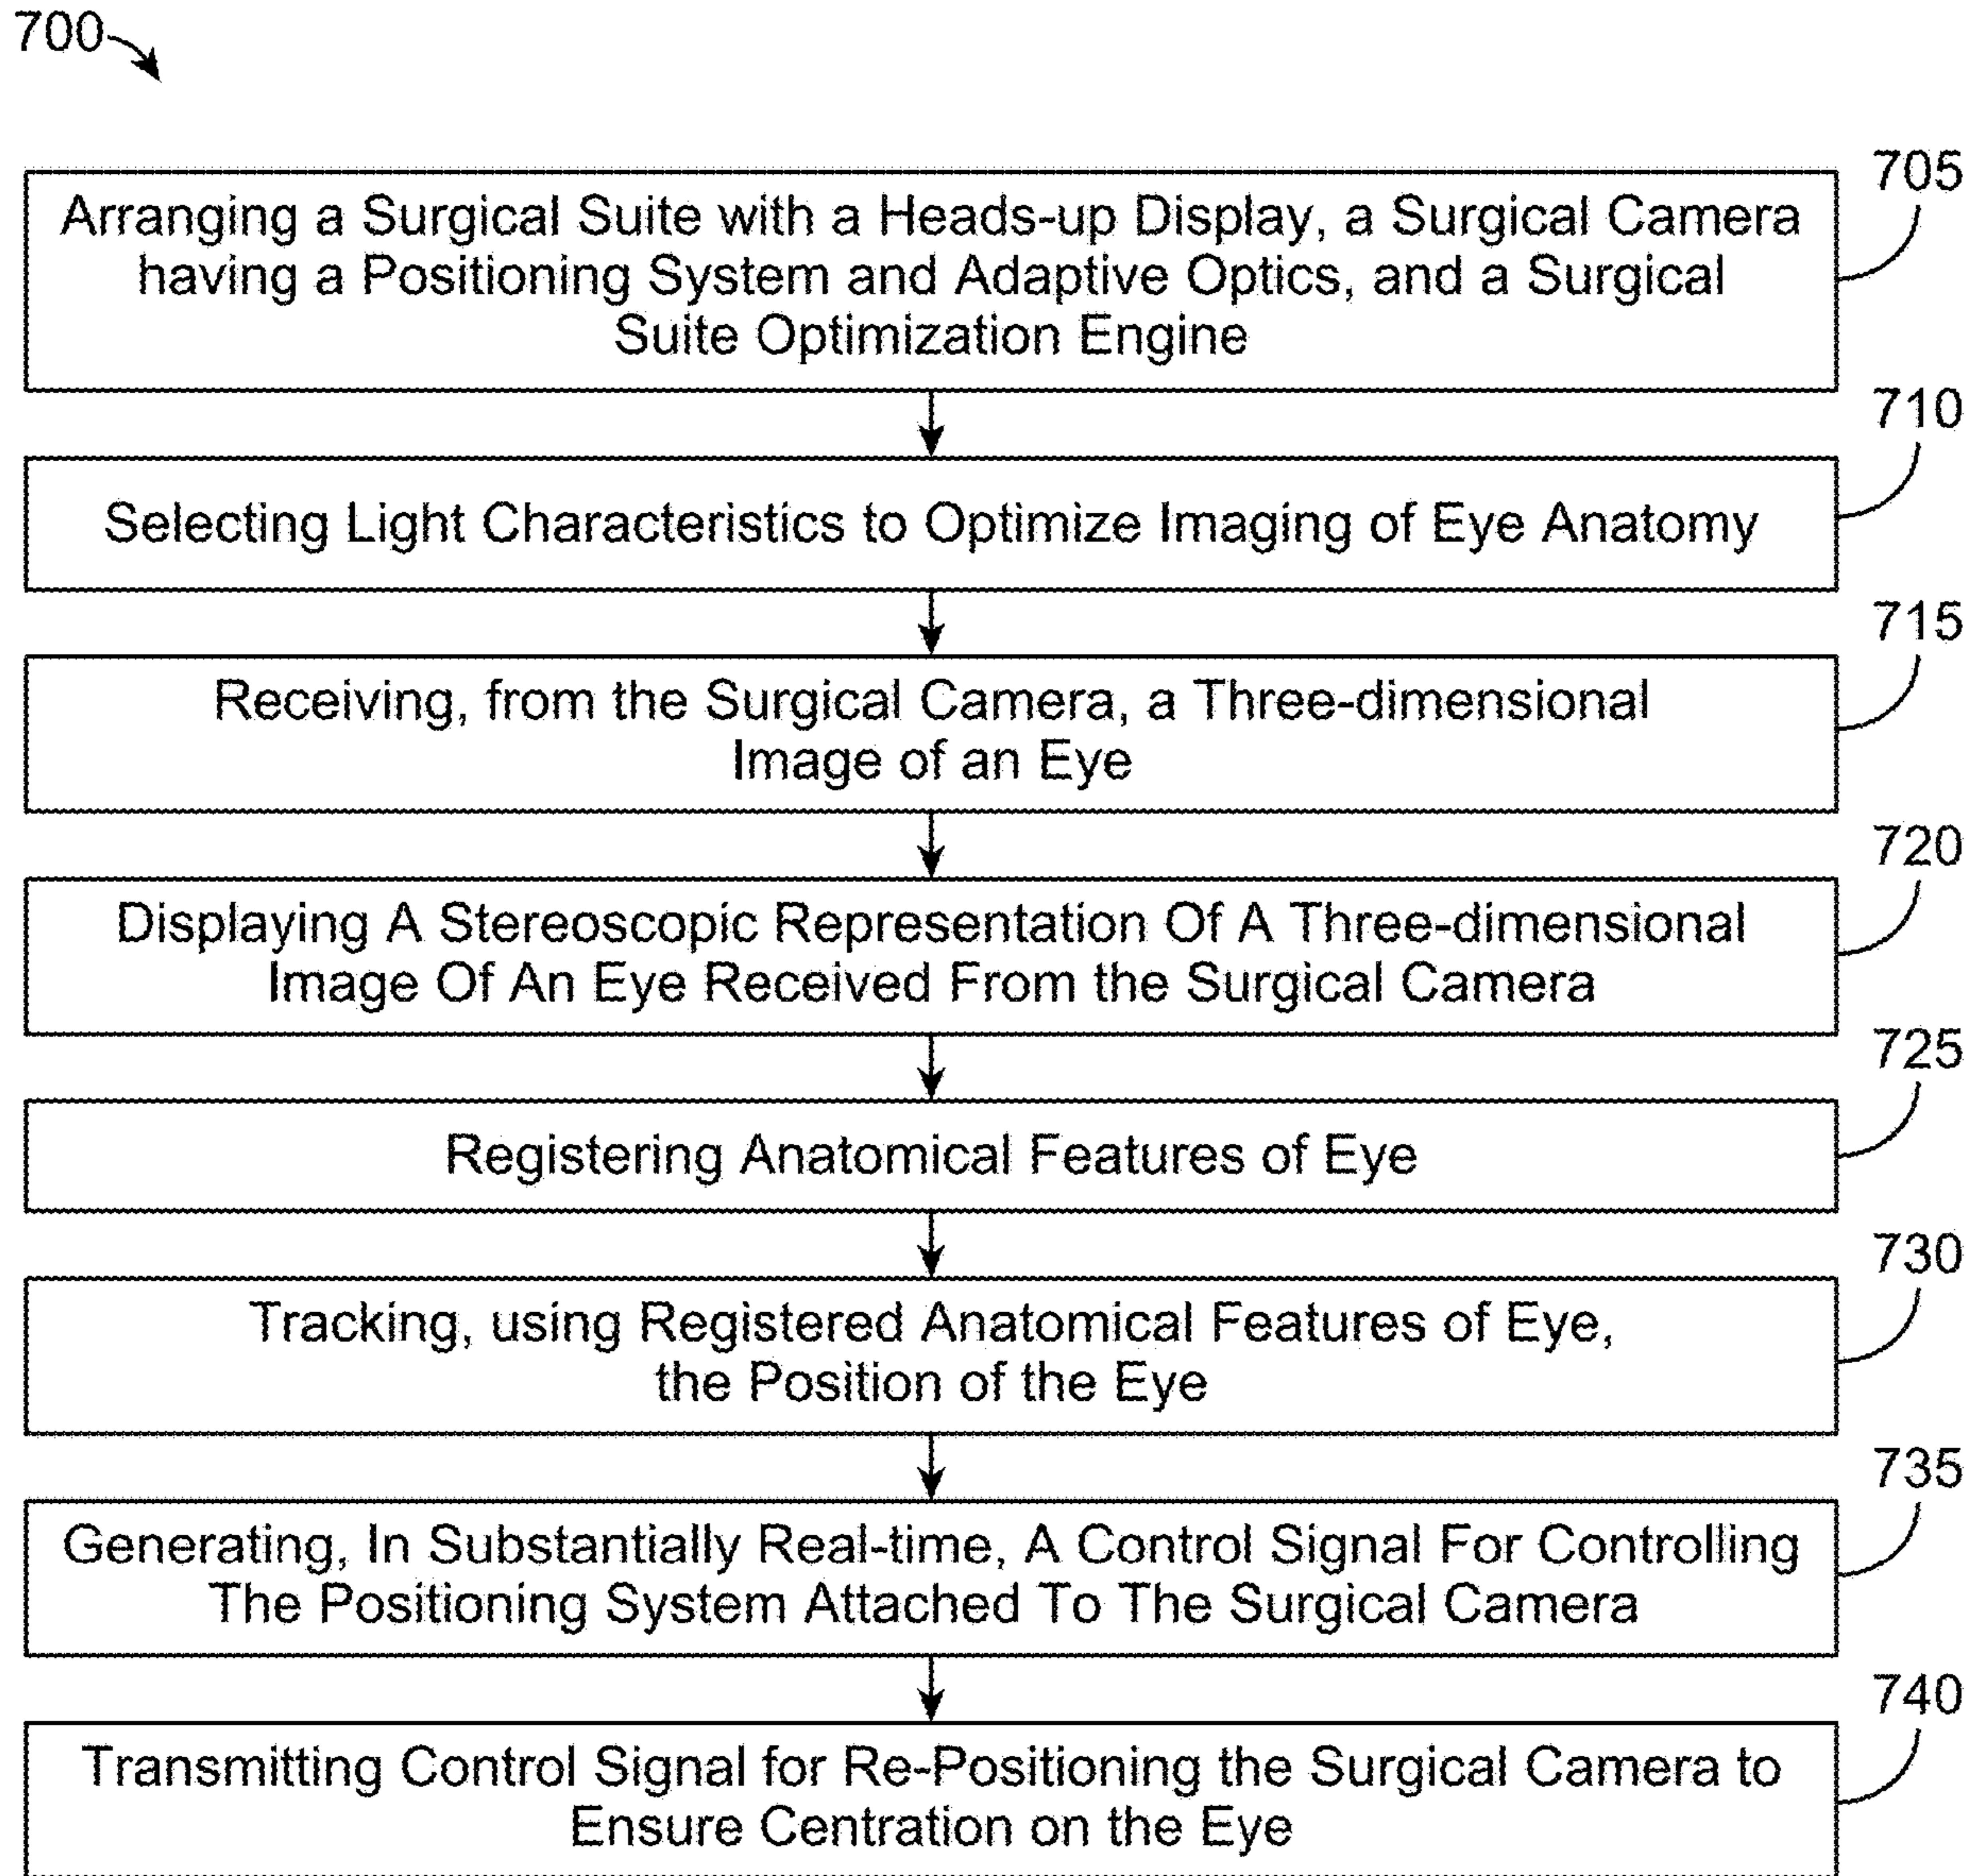 700
705
Arranging a Surgical Suite with a Heads-up Display, a Surgical Camera
having a Positioning System and Adaptive Optics, and a Surgical
Suite Optimization Engine
710
Selecting Light Characteristics to Optimize Imaging of Eye Anatomy
715
Receiving, from the Surgical Camera, a Three-dimensional
Image of an Eye
720
Displaying A Stereoscopic Representation Of A Three-dimensional
Image Of An Eye Received From the Surgical Camera
725
Registering Anatomical Features of Eye
730
Tracking, using Registered Anatomical Features of Eye,
the Position of the Eye
735
Generating, In Substantially Real-time, A Control Signal For Controlling
The Positioning System Attached To The Surgical Camera
740
Transmitting Control Signal for Re-Positioning the Surgical Camera to
Ensure Centration on the Eye